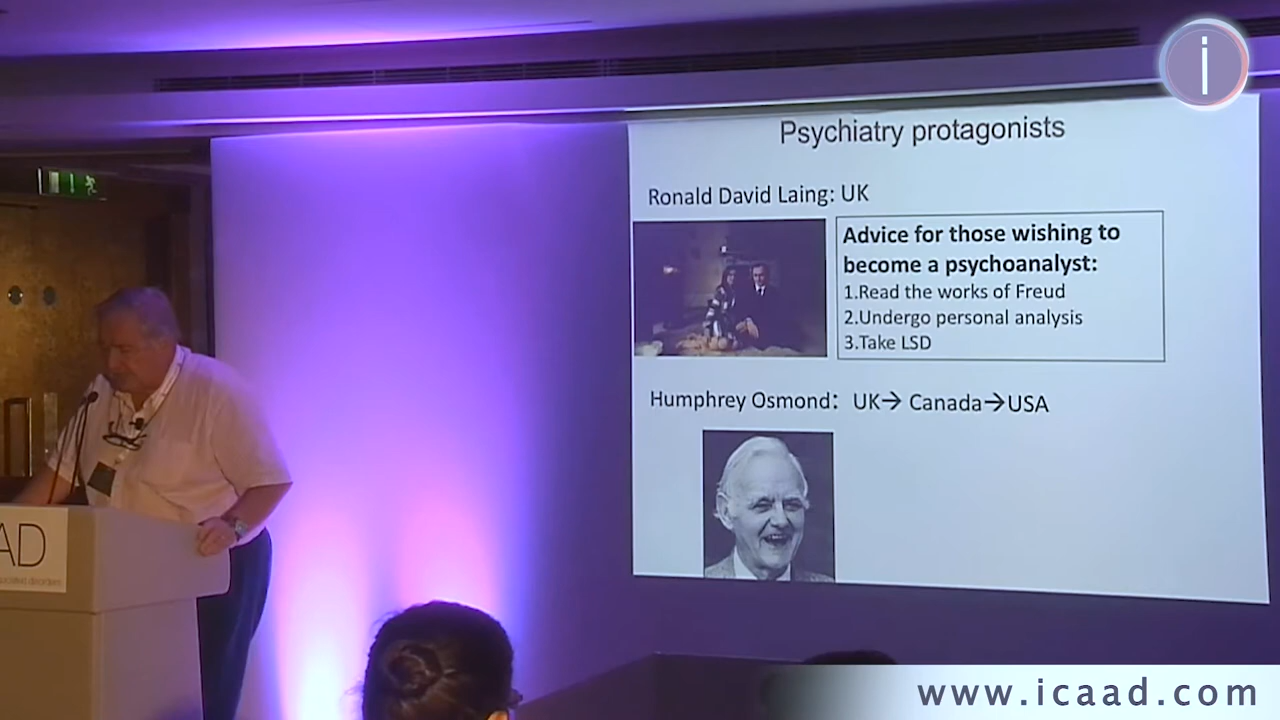 i
Psychiatry protagonists
Ronald David Laing: UK
Advice for those wishing to
become a psychoanalyst:
1.Read the works of Freud
2.Undergo personal analysis
3.Take LSD
Humphrey Osmond: UK→ Canada→USA
AD
disorders
www.icaad.com